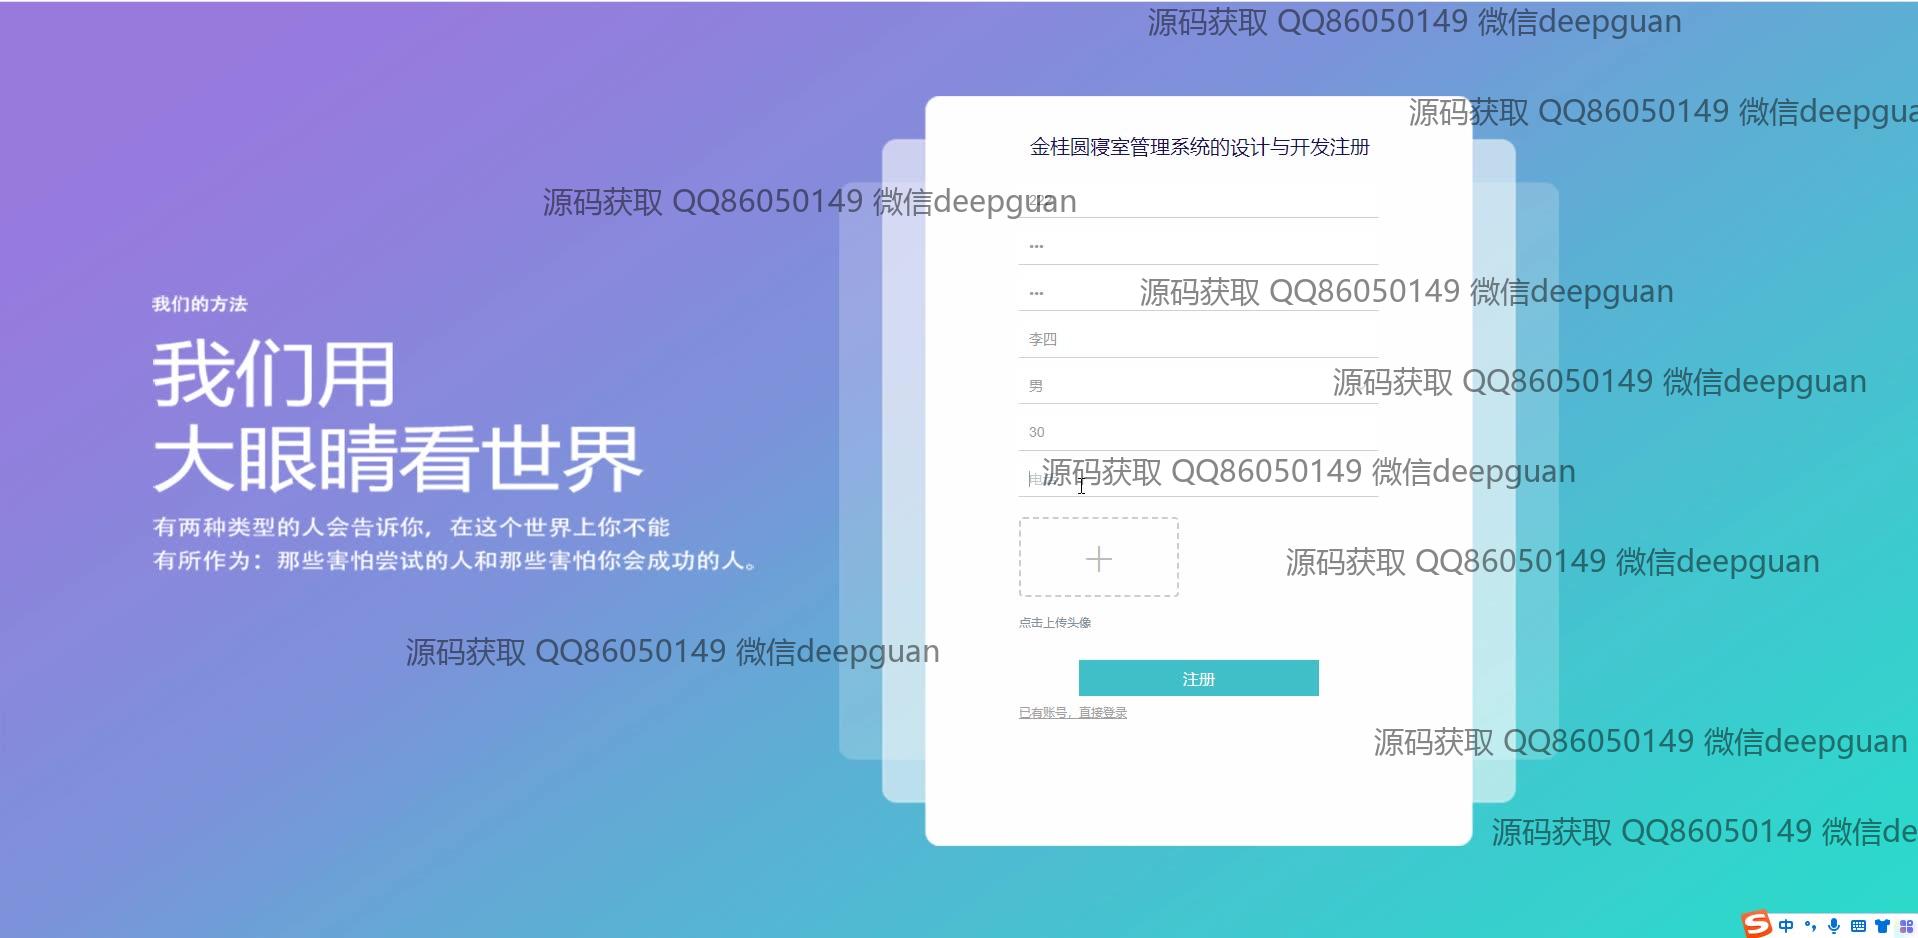 源码获取 QQ86050149 微信deepguan
源码获取 QQ86050149 微信deepgua
金桂圆寝室管理系统的设计与开发注册
源码获取 QQ86050149 微信deepguan
•••
•••
源码获取 QQ86050149 微信deepguan
我们的方法
李四
我们用
男
源码获取 QQ86050149 微信deepguan
大眼睛看世界
30
源码获取 QQ86050149 微信deepguan
有两种类型的人会告诉你，在这个世界上你不能
有所作为：那些害怕尝试的人和那些害怕你会成功的人。
源码获取 QQ86050149 微信deepguan
点击上传头像
源码获取 QQ86050149 微信deepguan
注册
已有账号，直接登录
源码获取 QQ86050149 微信deepguan
源码获取 QQ86050149 微信de
中